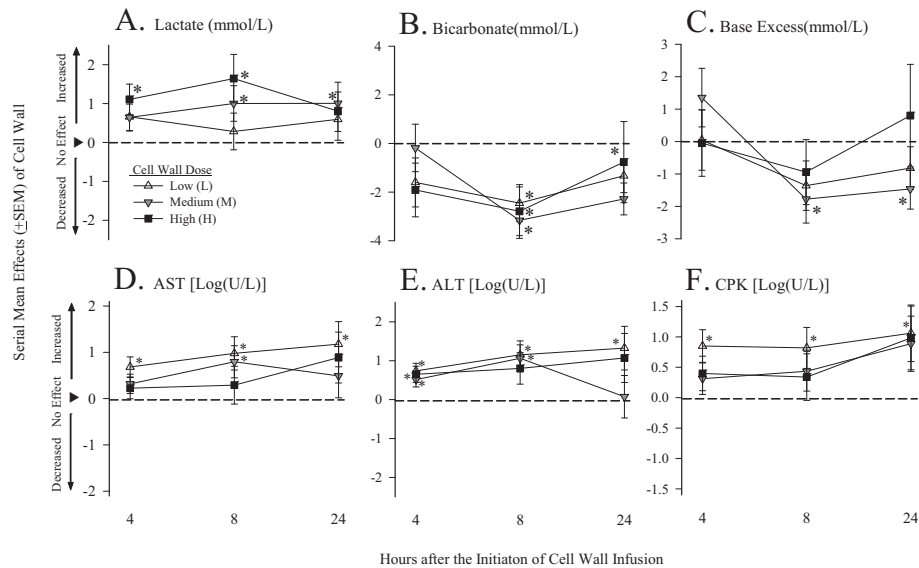 A. Lactate (mmol/L)
B. Bicarbonate(mmol/L)
C. Base Excess(mmol/L)
Serial Mean Effects (+SEM) of Cell Wall
Increased
No Effect
Decreased
2
1
0
-1
-2
Cell Wall Dose
Low (L)
Medium (M)
High (H)
* * * *
0
-2
-4
* * * *
3
2
1
0
-1
-2
-3
* *
D. AST [Log(U/L)]
E. ALT [Log(U/L)]
F. CPK [Log(U/L)]
Increased
No Effect
Decreased
2
1
0
-1
-2
* * * *
2
1
0
-1
-2
* * * * * *
1.5
1.0
0.5
0.0
-0.5
-1.0
-1.5
* * *
4 8 24
4 8 24
4 8 24
Hours after the Initiaton of Cell Wall Infusion